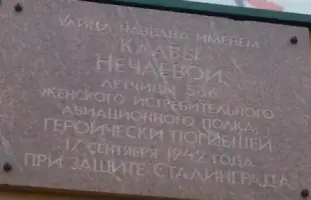 УЛИЦА НАЗВАНА ИМЕНЕМ
КЛАВЫ
НЕЧАЕВОЙ,
ЛЕТЧИЦЫ 586
ЖЕНСКОГО ИСТРЕБИТЕЛЬНОГО
АВИАЦИОННОГО ПОЛКА,
ГЕРОИЧЕСКИ ПОГИБШЕЙ
17 СЕНТЯБРЯ 1942 ГОДА
ПРИ ЗАЩИТЕ СТАЛИНГРАДА